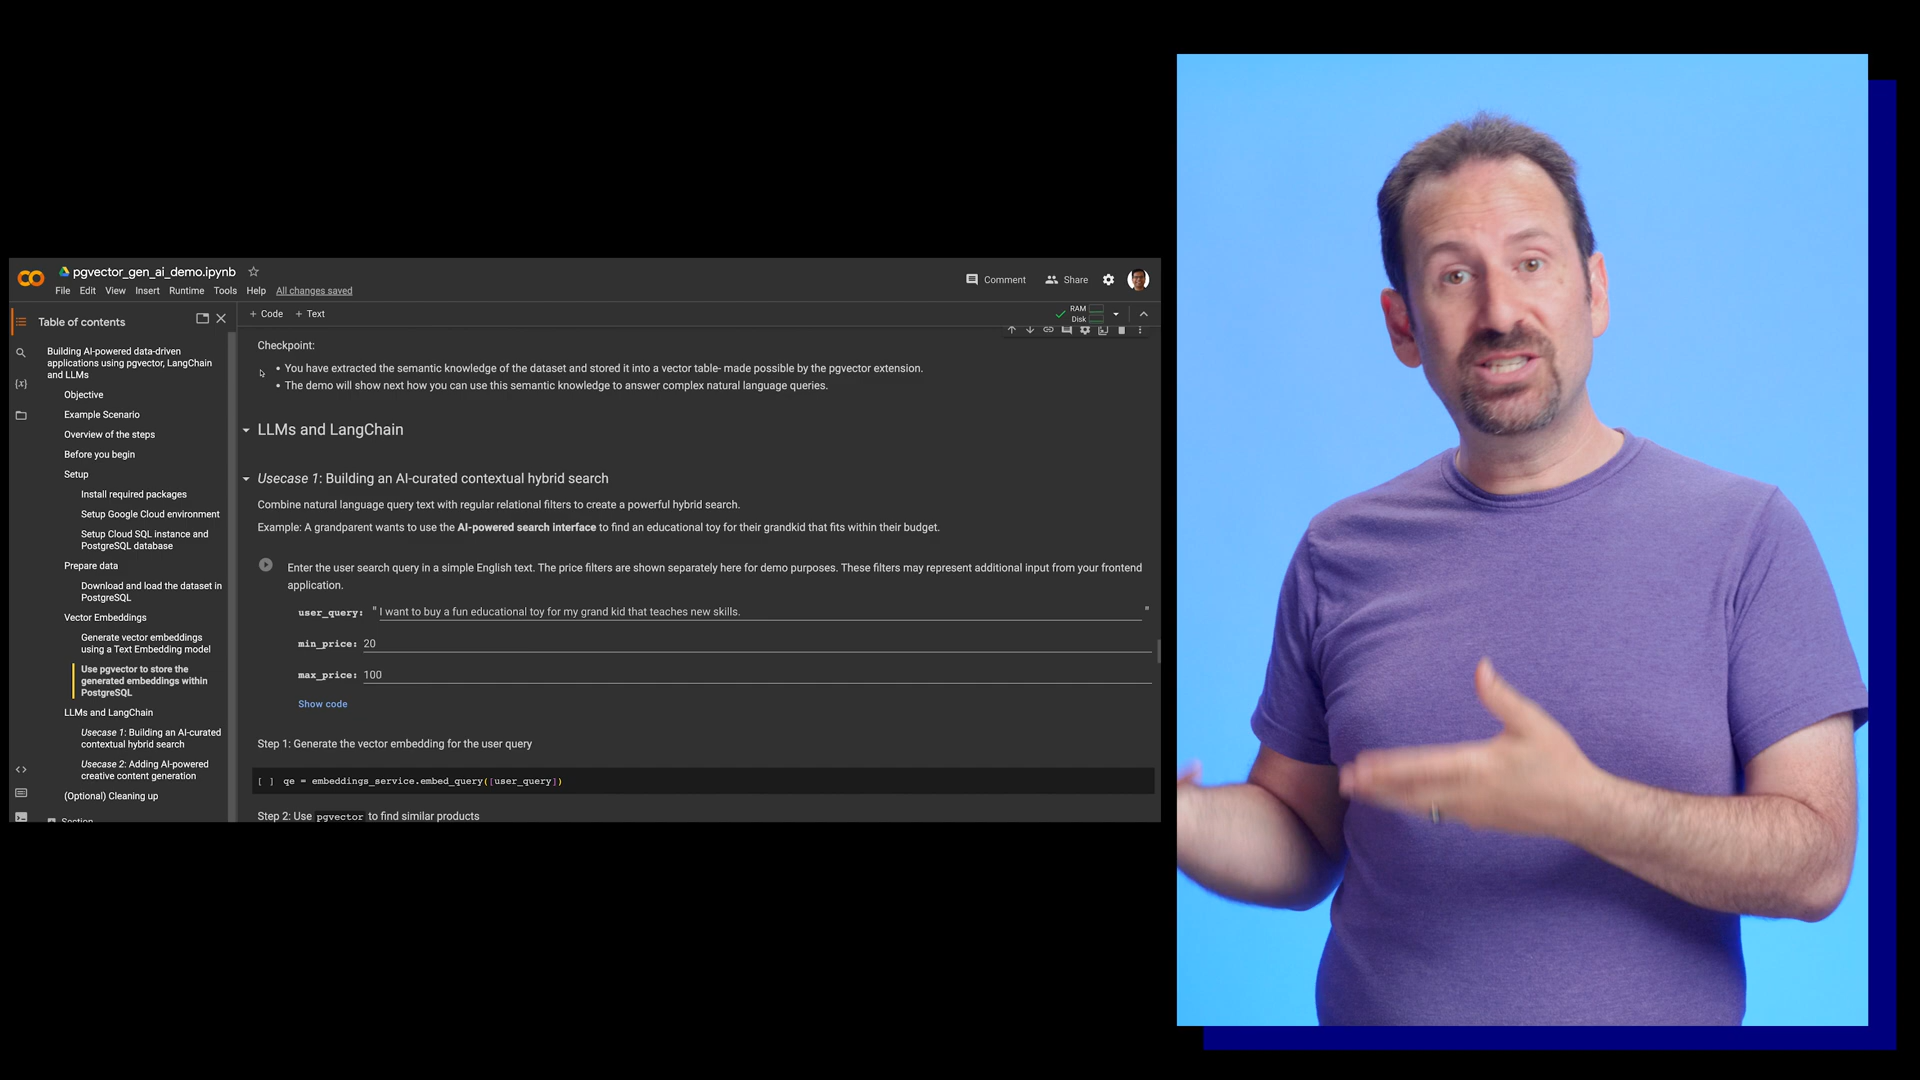 pgvector_gen_ai_demo.ipynb
File Edit View Insert Runtime Tools Help All changes saved
Comment Share
Table of contents
Building AI-powered data-driven
applications using pgvector, LangChain
and LLMs
Objective
Example Scenario
Overview of the steps
Before you begin
Setup
Install required packages
Setup Google Cloud environment
Setup Cloud SQL instance and
PostgreSQL database
Prepare data
Download and load the dataset in
PostgreSQL
Vector Embeddings
Generate vector embeddings
using a Text Embedding model
Use pgvector to store the
generated embeddings within
PostgreSQL
LLMs and LangChain
Usecase 1: Building an AI-curated
contextual hybrid search
Usecase 2: Adding AI-powered
creative content generation
(Optional) Cleaning up
Section
+ Code + Text
RAM
Disk
Checkpoint:
• You have extracted the semantic knowledge of the dataset and stored it into a vector table- made possible by the pgvector extension.
• The demo will show next how you can use this semantic knowledge to answer complex natural language queries.
LLMs and LangChain
Usecase 1: Building an AI-curated contextual hybrid search
Combine natural language query text with regular relational filters to create a powerful hybrid search.
Example: A grandparent wants to use the AI-powered search interface to find an educational toy for their grandkid that fits within their budget.
Enter the user search query in a simple English text. The price filters are shown separately here for demo purposes. These filters may represent additional input from your frontend
application.
user_query: " I want to buy a fun educational toy for my grand kid that teaches new skills. "
min_price: 20
max_price: 100
Show code
Step 1: Generate the vector embedding for the user query
[ ] qe = embeddings_service.embed_query([user_query])
Step 2: Use pgvector to find similar products